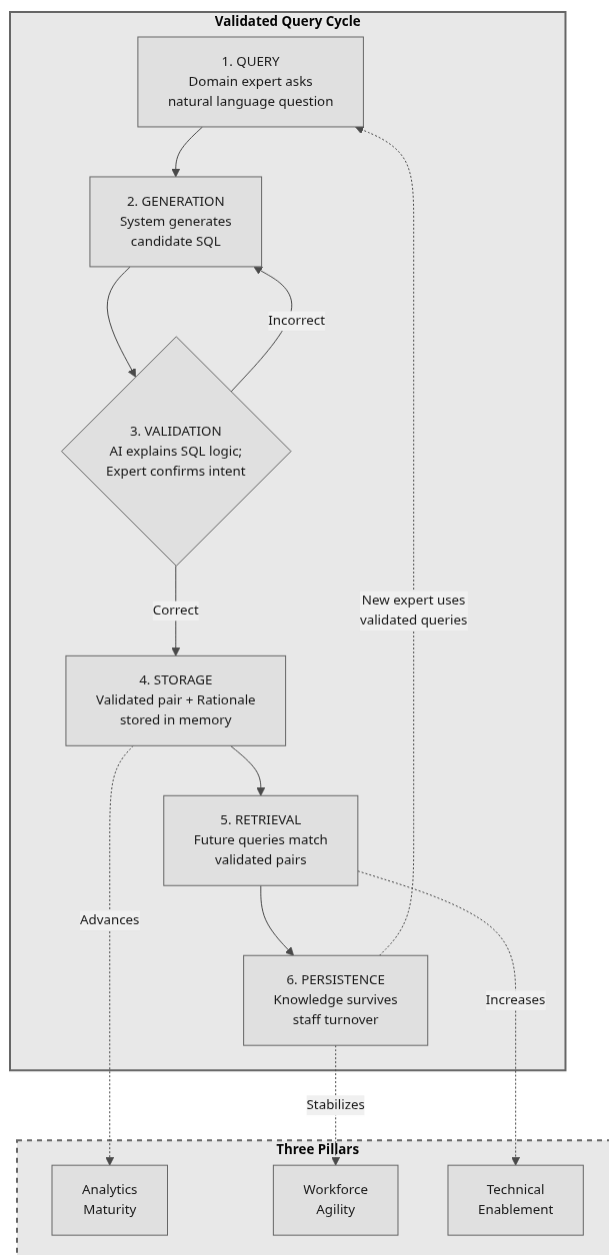 Validated Query Cycle
1. QUERY
Domain expert asks
natural language question
2. GENERATION
System generates
candidate SQL
Incorrect
3. VALIDATION
AI explains SQL logic;
Expert confirms intent
New expert uses
validated queries
Correct
4. STORAGE
Validated pair + Rationale
stored in memory
5. RETRIEVAL
Future queries match
validated pairs
Advances
6. PERSISTENCE
Knowledge survives
staff turnover
Increases
Stabilizes
Three Pillars
Analytics
Maturity
Workforce
Agility
Technical
Enablement